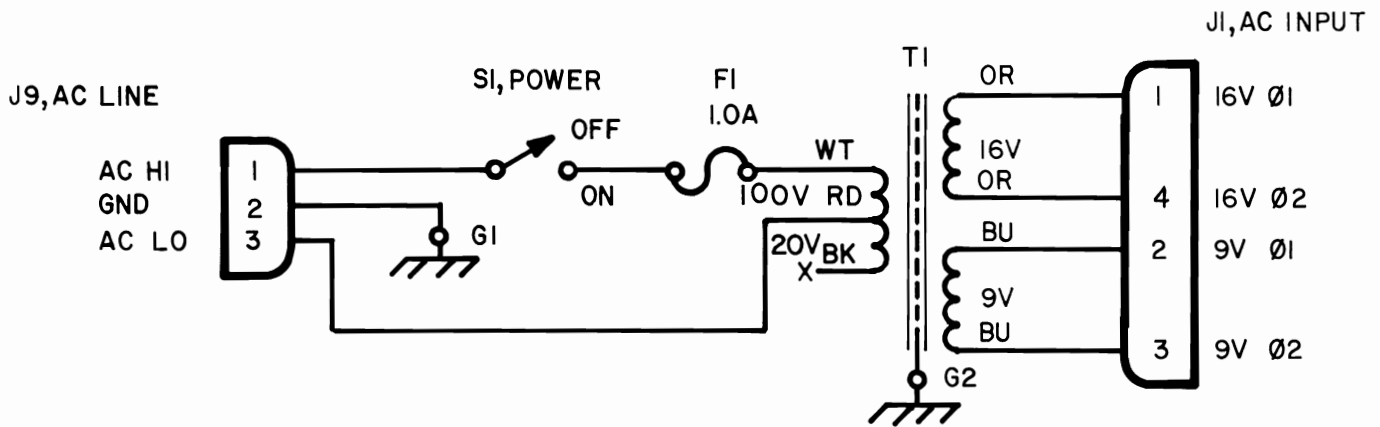 J1, AC INPUT
T1
S1, POWER
F1
1.0A
J9, AC LINE
OFF
ON
AC HI 1
GND 2
AC LO 3
G1
WT
100V RD
20V BK
X
OR
16V
OR
BU
9V
BU
G2
1 16V Ø1
4 16V Ø2
2 9V Ø1
3 9V Ø2